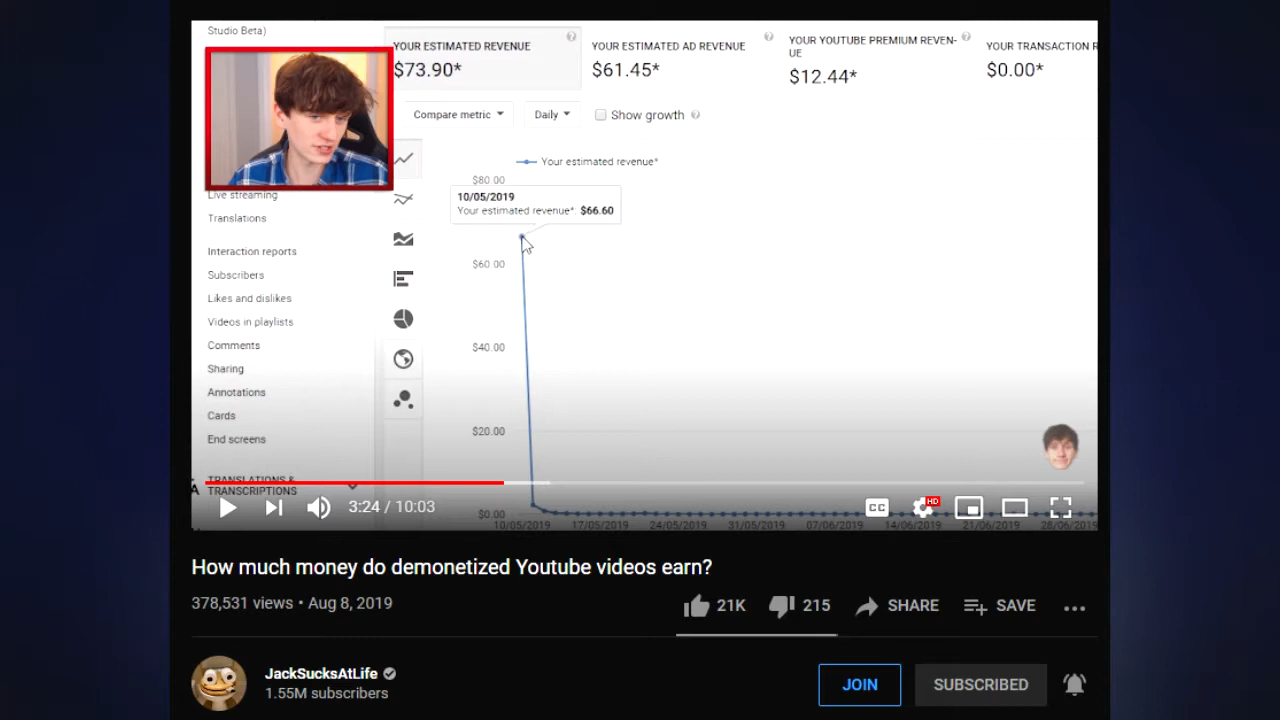 Studio Beta)
YOUR ESTIMATED REVENUE
$73.90*
YOUR ESTIMATED AD REVENUE
$61.45*
YOUR YOUTUBE PREMIUM REVEN-
UE
$12.44*
YOUR TRANSACTION R
$0.00*
Compare metric
Daily
Show growth
Your estimated revenue*
$80.00
10/05/2019
Your estimated revenue*: $66.60
$60.00
$40.00
$20.00
$0.00
10/05/2019 17/05/2019 24/05/2019 31/05/2019 07/06/2019 14/06/2019 21/06/2019 28/06/2019
Live streaming
Translations
Interaction reports
Subscribers
Likes and dislikes
Videos in playlists
Comments
Sharing
Annotations
Cards
End screens
TRANSLATIONS &
TRANSCRIPTIONS
3:24 / 10:03
CC
HD
How much money do demonetized Youtube videos earn?
378,531 views • Aug 8, 2019
21K
215
SHARE
SAVE
JackSucksAtLife
1.55M subscribers
JOIN
SUBSCRIBED